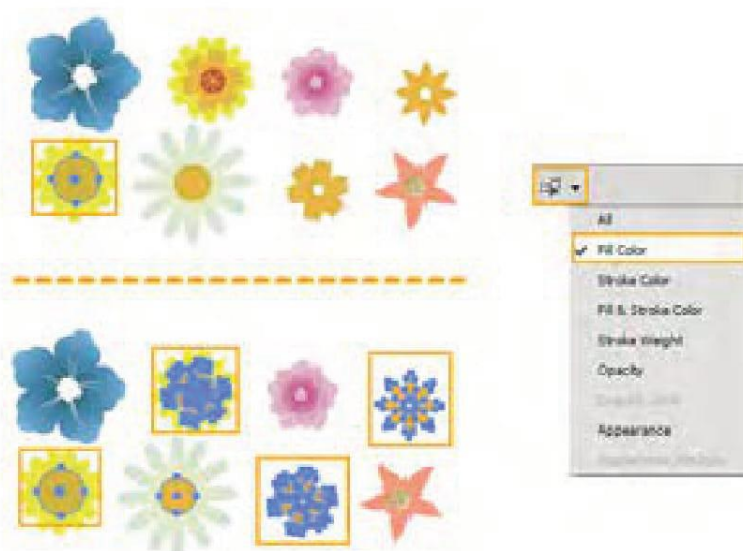 All
Fill Color
Stroke Color
Fill & Stroke Color
Stroke Weight
Opacity
Appearance